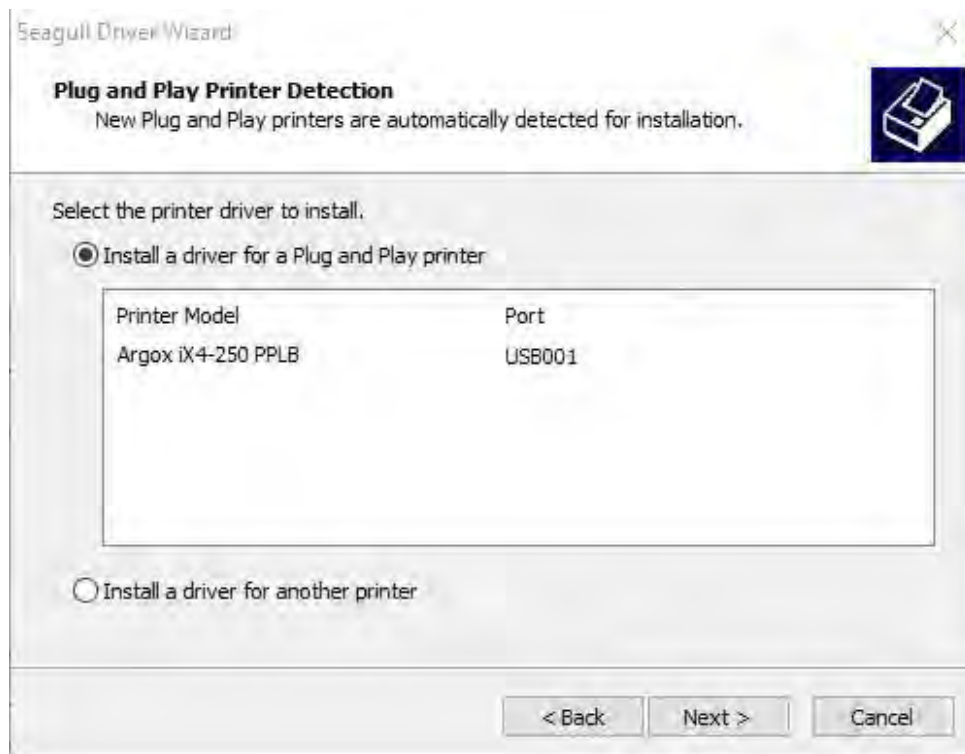 Seagull Driver Wizard
Plug and Play Printer Detection
New Plug and Play printers are automatically detected for installation.
Select the printer driver to install.
Install a driver for a Plug and Play printer
Printer Model Port
Argox iX4-250 PPLB USB001
Install a driver for another printer
< Back Next > Cancel